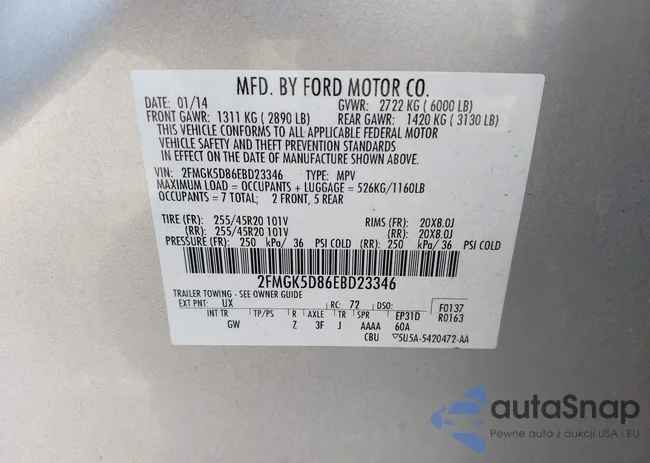 MFD. BY FORD MOTOR CO.
DATE: 01/14 GVWR: 2722 KG ( 6000 LB)
FRONT GAWR: 1311 KG ( 2890 LB) REAR GAWR: 1420 KG ( 3130 LB)
THIS VEHICLE CONFORMS TO ALL APPLICABLE FEDERAL MOTOR
VEHICLE SAFETY AND THEFT PREVENTION STANDARDS
IN EFFECT ON THE DATE OF MANUFACTURE SHOWN ABOVE.
VIN: 2FMGK5D86EBD23346 TYPE: MPV
MAXIMUM LOAD = OCCUPANTS + LUGGAGE = 526KG/1160LB
OCCUPANTS = 7 TOTAL; 2 FRONT, 5 REAR
TIRE (FR): 255/45R20 101V RIMS (FR): 20X8.0J
(RR): 255/45R20 101V (RR): 20X8.0J
PRESSURE (FR): 250 kPa/ 36 PSI COLD (RR) 250 kPa/ 36 PSI COLD
2FMGK5D86EBD23346
TRAILER TOWING - SEE OWNER GUIDE
EXT PNT: UX RC: 72 DSO: F0137
INT TR TP/PS R AXLE TR SPR EP31D R0163
GW Z 3F J AAAA 60A
CBU ▽5U5A-5420472-AA
autaSnap
Pewne auta z aukcji USA i EU